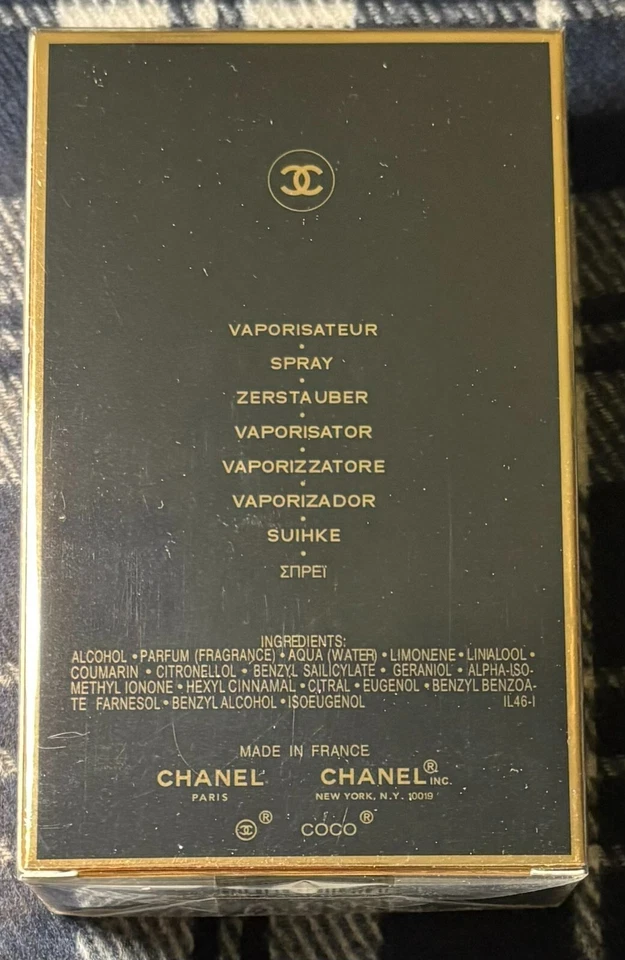 VAPORISATEUR
•
SPRAY
•
ZERSTAUBER
•
VAPORISATOR
•
VAPORIZZATORE
•
VAPORIZADOR
•
SUIHKE
•
ΣΠΡΕΪ
INGREDIENTS:
ALCOHOL • PARFUM (FRAGRANCE) • AQUA (WATER) • LIMONENE • LINALOOL •
COUMARIN • CITRONELLOL • BENZYL SAILICYLATE • GERANIOL • ALPHA-ISO-
METHYL IONONE • HEXYL CINNAMAL • CITRAL • EUGENOL • BENZYL BENZOA-
TE FARNESOL • BENZYL ALCOHOL • ISOEUGENOL IL46-I
MADE IN FRANCE
CHANEL CHANEL® INC.
PARIS NEW YORK, N.Y. 10019
® COCO®